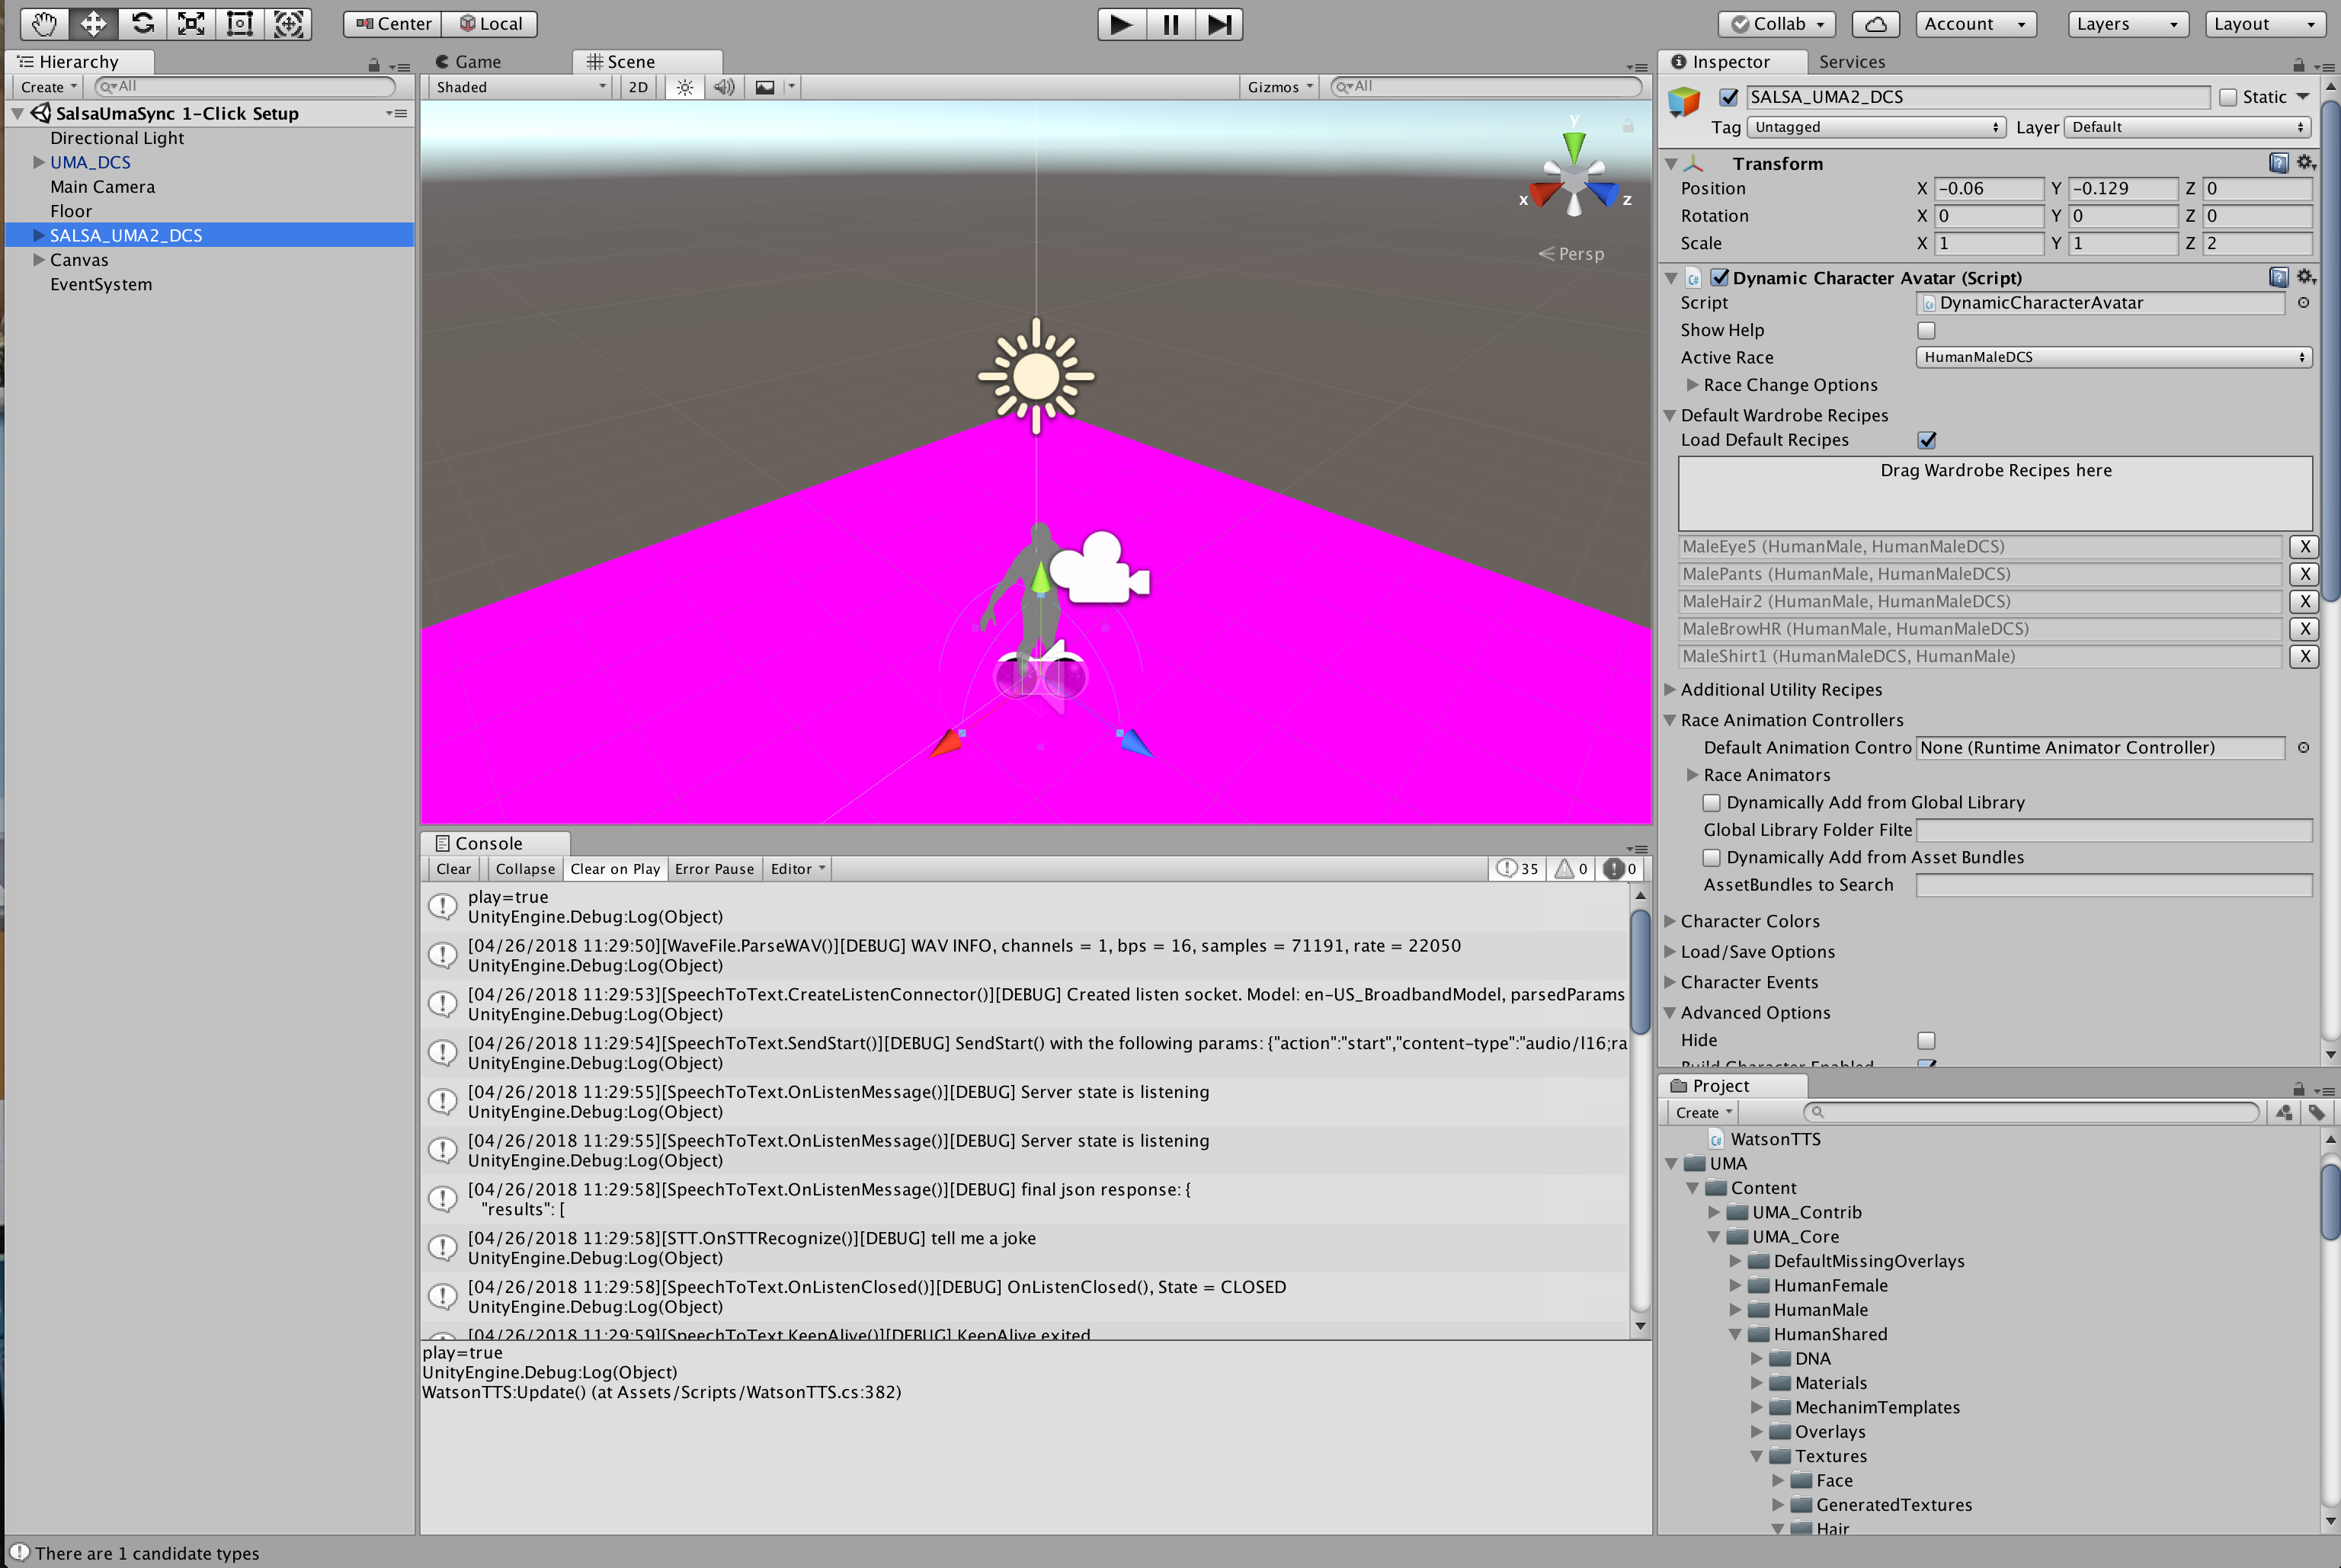 Center
Local
Collab
Account
Layers
Layout
Hierarchy
Create
All
SalsaUmaSync 1-Click Setup
Directional Light
UMA_DCS
Main Camera
Floor
SALSA_UMA2_DCS
Canvas
EventSystem
Game
Scene
Shaded
2D
Gizmos
All
y
x
z
Persp
Console
Clear
Collapse
Clear on Play
Error Pause
Editor
35
0
0
play=true
UnityEngine.Debug:Log(Object)
[04/26/2018 11:29:50][WaveFile.ParseWAV()][DEBUG] WAV INFO, channels = 1, bps = 16, samples = 71191, rate = 22050
UnityEngine.Debug:Log(Object)
[04/26/2018 11:29:53][SpeechToText.CreateListenConnector()][DEBUG] Created listen socket. Model: en-US_BroadbandModel, parsedParams
UnityEngine.Debug:Log(Object)
[04/26/2018 11:29:54][SpeechToText.SendStart()][DEBUG] SendStart() with the following params: {"action":"start","content-type":"audio/l16;ra
UnityEngine.Debug:Log(Object)
[04/26/2018 11:29:55][SpeechToText.OnListenMessage()][DEBUG] Server state is listening
UnityEngine.Debug:Log(Object)
[04/26/2018 11:29:55][SpeechToText.OnListenMessage()][DEBUG] Server state is listening
UnityEngine.Debug:Log(Object)
[04/26/2018 11:29:58][SpeechToText.OnListenMessage()][DEBUG] final json response: {
"results": [
[04/26/2018 11:29:58][STT.OnSTTRecognize()][DEBUG] tell me a joke
UnityEngine.Debug:Log(Object)
[04/26/2018 11:29:58][SpeechToText.OnListenClosed()][DEBUG] OnListenClosed(), State = CLOSED
UnityEngine.Debug:Log(Object)
[04/26/2018 11:29:59][SpeechToText.KeepAlive()][DEBUG] KeepAlive exited
play=true
UnityEngine.Debug:Log(Object)
WatsonTTS:Update() (at Assets/Scripts/WatsonTTS.cs:382)
Inspector
Services
SALSA_UMA2_DCS
Static
Tag
Untagged
Layer
Default
Transform
Position X -0.06 Y -0.129 Z 0
Rotation X 0 Y 0 Z 0
Scale X 1 Y 1 Z 2
Dynamic Character Avatar (Script)
Script
DynamicCharacterAvatar
Show Help
Active Race
HumanMaleDCS
Race Change Options
Default Wardrobe Recipes
Load Default Recipes
Drag Wardrobe Recipes here
MaleEye5 (HumanMale, HumanMaleDCS) X
MalePants (HumanMale, HumanMaleDCS) X
MaleHair2 (HumanMale, HumanMaleDCS) X
MaleBrowHR (HumanMale, HumanMaleDCS) X
MaleShirt1 (HumanMaleDCS, HumanMale) X
Additional Utility Recipes
Race Animation Controllers
Default Animation Contro
None (Runtime Animator Controller)
Race Animators
Dynamically Add from Global Library
Global Library Folder Filte
Dynamically Add from Asset Bundles
AssetBundles to Search
Character Colors
Load/Save Options
Character Events
Advanced Options
Hide
Build Character Enabled
Project
Create
C#
WatsonTTS
UMA
Content
UMA_Contrib
UMA_Core
DefaultMissingOverlays
HumanFemale
HumanMale
HumanShared
DNA
Materials
MechanimTemplates
Overlays
Textures
Face
GeneratedTextures
Hair
There are 1 candidate types